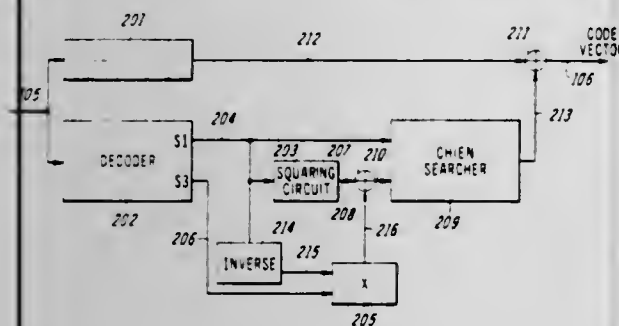 201
212
211
CODE
VECTOR
106
105
213
204
S1
203
207
210
DECODER
CHIEN
SEARCHER
SQUARING
CIRCUIT
S3
208
202
206
214
216
209
215
INVERSE
X
205